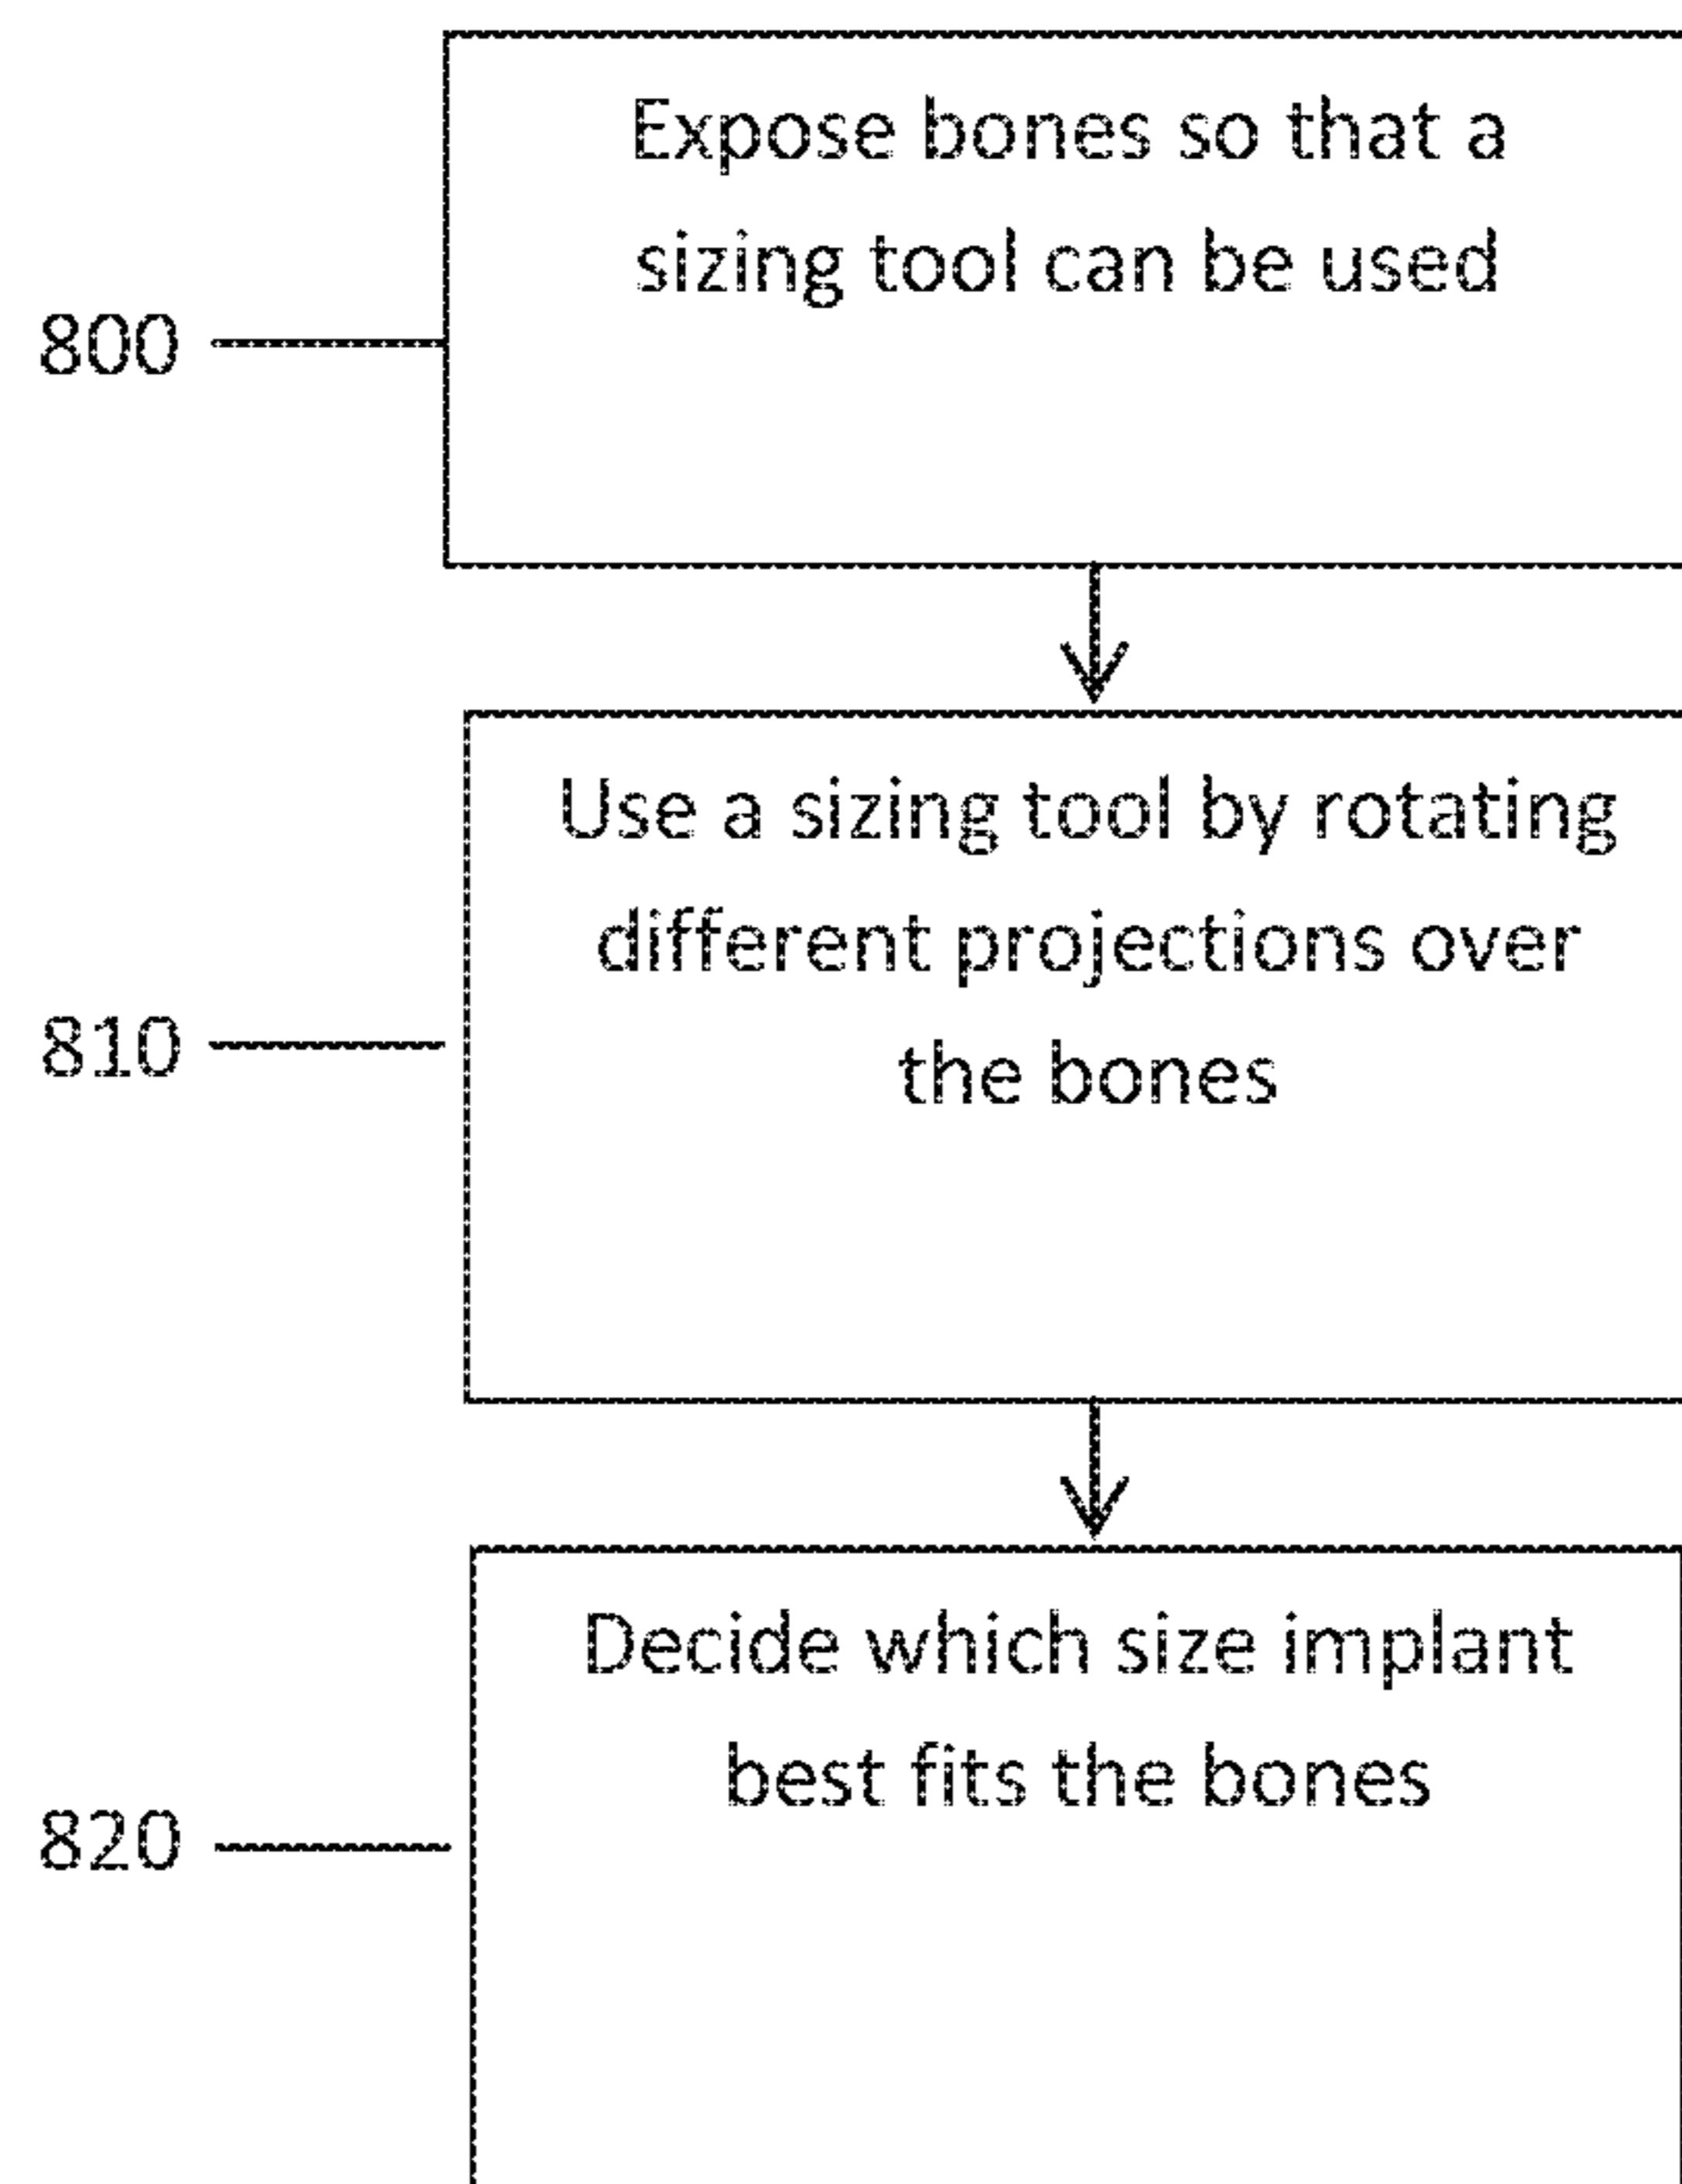 Expose bones so that a
sizing tool can be used
800
Use a sizing tool by rotating
different projections over
the bones
810
Decide which size implant
best fits the bones
820